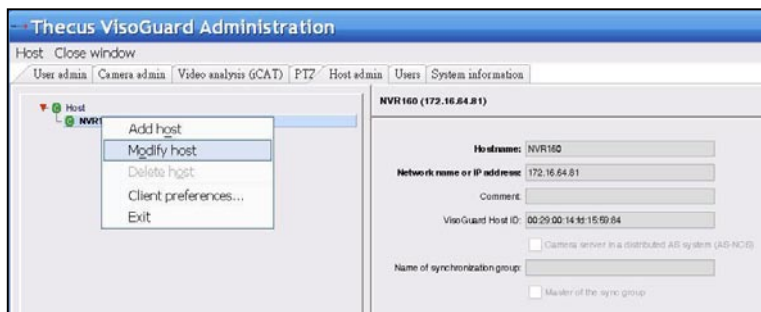 Thecus VisoGuard Administration
Host Close window
User admin Camera admin Video analysis (iCAT) PTZ Host admin Users System information
Host
NVR1
Add host
Modify host
Delete host
Client preferences...
Exit
NVR160 (172.16.64.81)
Hostname: NVR160
Network name or IP address: 172.16.64.81
Comment:
VisoGuard Host ID: 00:29:00:14:fd:15:59:84
Camera server in a distributed AS system (AS-NCS)
Name of synchronization group:
Master of the sync group